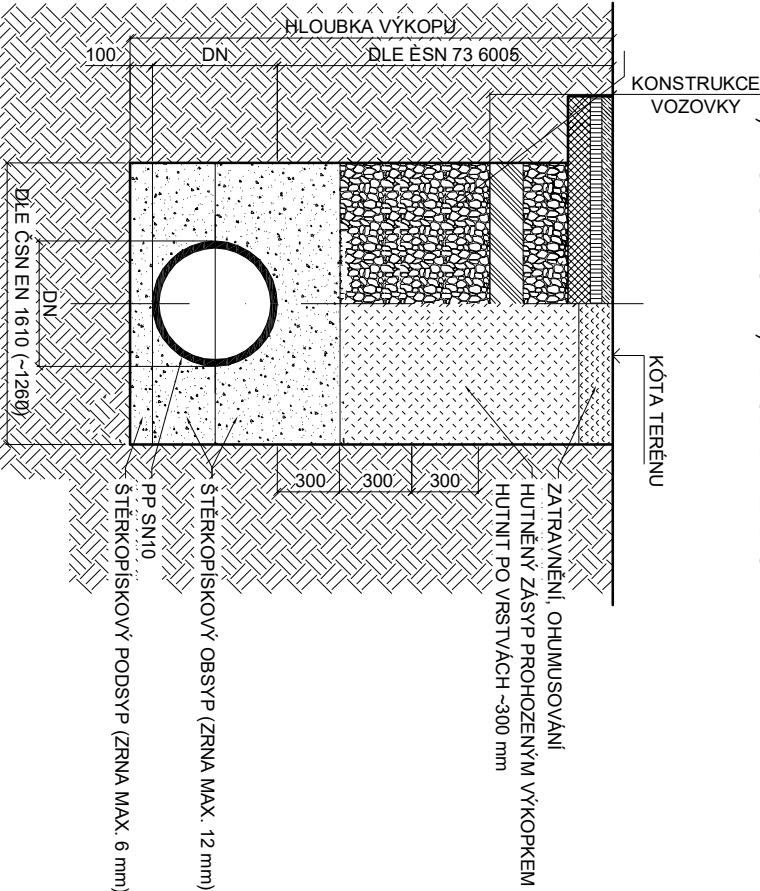 HLOUBKA VÝKOPU
100
DN
DLE ÈSN 73 6005
KONSTRUKCE
VOZOVKY
DLE ČSN EN 1610 (~1260)
DN
KÓTA TERÉNU
300
300
300
ZATRAVNĚNÍ, OHUMUSOVÁNÍ
HUTNĚNÝ ZÁSYP PROHOZENÝM VÝKOPKEM
HUTNIT PO VRSTVÁCH ~300 mm
ŠTĚRKOPÍSKOVÝ OBSYP (ZRNA MAX. 12 mm)
PP SN10
ŠTĚRKOPÍSKOVÝ PODSYP (ZRNA MAX. 6 mm)